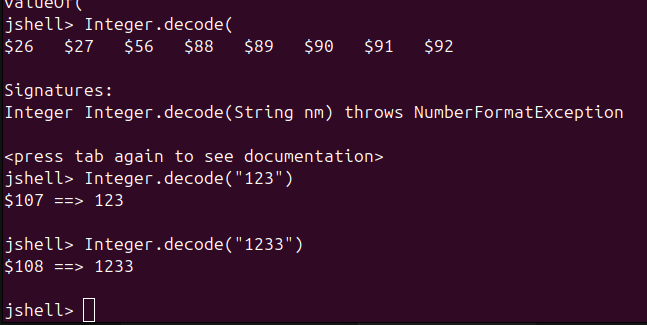 valueOf(
jshell> Integer.decode(
$26 $27 $56 $88 $89 $90 $91 $92
Signatures:
Integer Integer.decode(String nm) throws NumberFormatException
<press tab again to see documentation>
jshell> Integer.decode("123")
$107 ==> 123
jshell> Integer.decode("1233")
$108 ==> 1233
jshell>